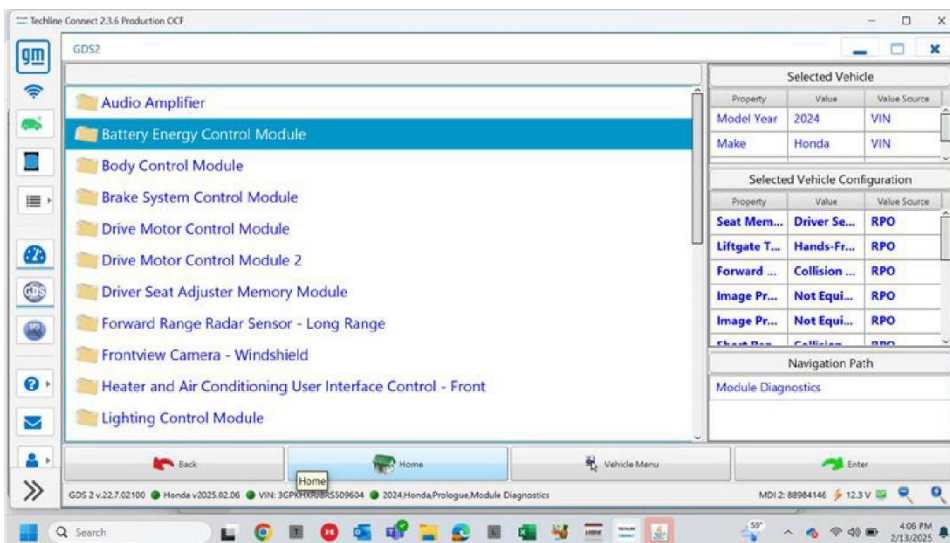 Techline Connect 2.3.6 Production OCF
gm
GDS2
Audio Amplifier
Battery Energy Control Module
Body Control Module
Brake System Control Module
Drive Motor Control Module
Drive Motor Control Module 2
Driver Seat Adjuster Memory Module
Forward Range Radar Sensor - Long Range
Frontview Camera - Windshield
Heater and Air Conditioning User Interface Control - Front
Lighting Control Module
Selected Vehicle
Property Value Value Source
Model Year 2024 VIN
Make Honda VIN
Selected Vehicle Configuration
Property Value Value Source
Seat Mem... Driver Se... RPO
Liftgate T... Hands-Fr... RPO
Forward ... Collision ... RPO
Image Pr... Not Equi... RPO
Image Pr... Not Equi... RPO
Navigation Path
Module Diagnostics
Back
Home
Vehicle Menu
Enter
Home
GDS 2 v.22.7.02100 Honda v2025.02.06 VIN: 2024,Honda,Prologue,Module Diagnostics MDI 2: 88984146 12.3 V
Search
59°
4:06 PM
2/13/2025